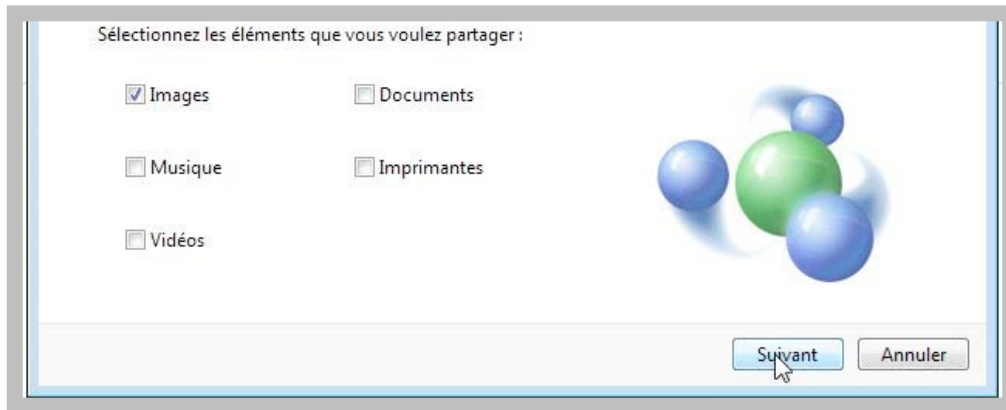 Sélectionnez les éléments que vous voulez partager :
Images
Documents
Musique
Imprimantes
Vidéos
Suivant
Annuler